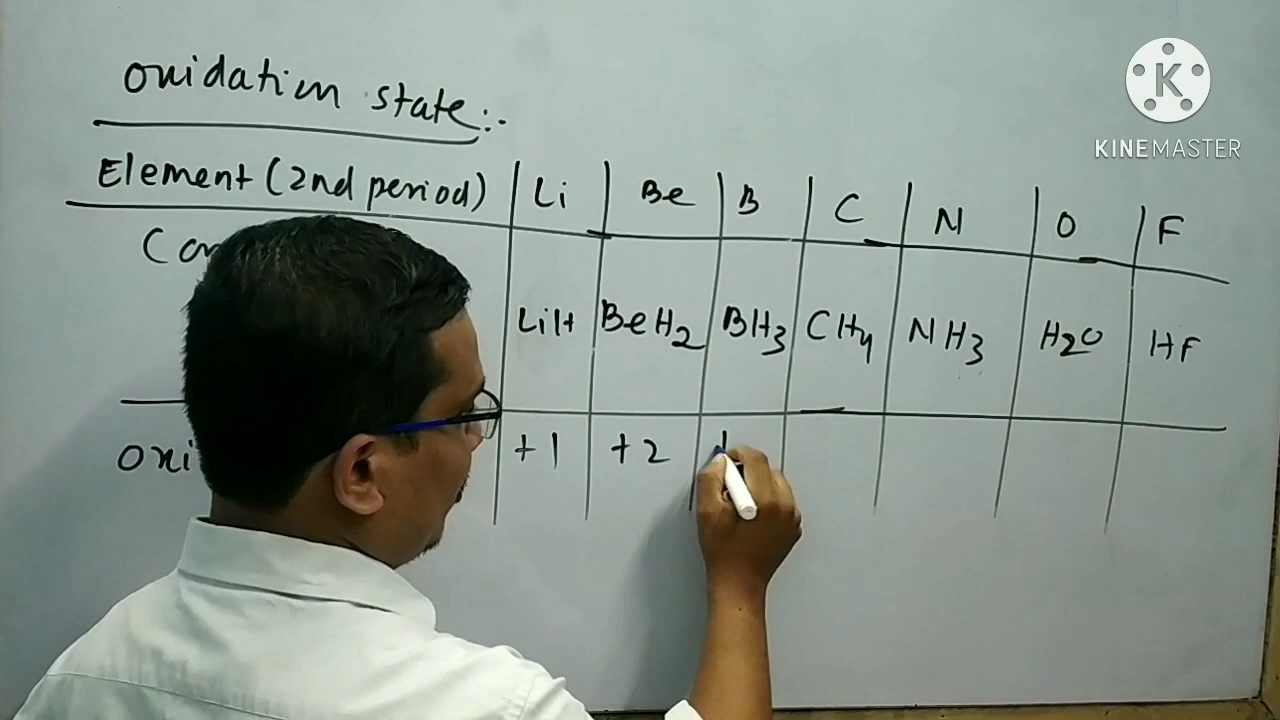 K
KINEMASTER
Oxidation state:-
Element (2nd period) Li Be B C N O F
LiH BeH2 BH3 CH4 NH3 H2O HF
+1 +2